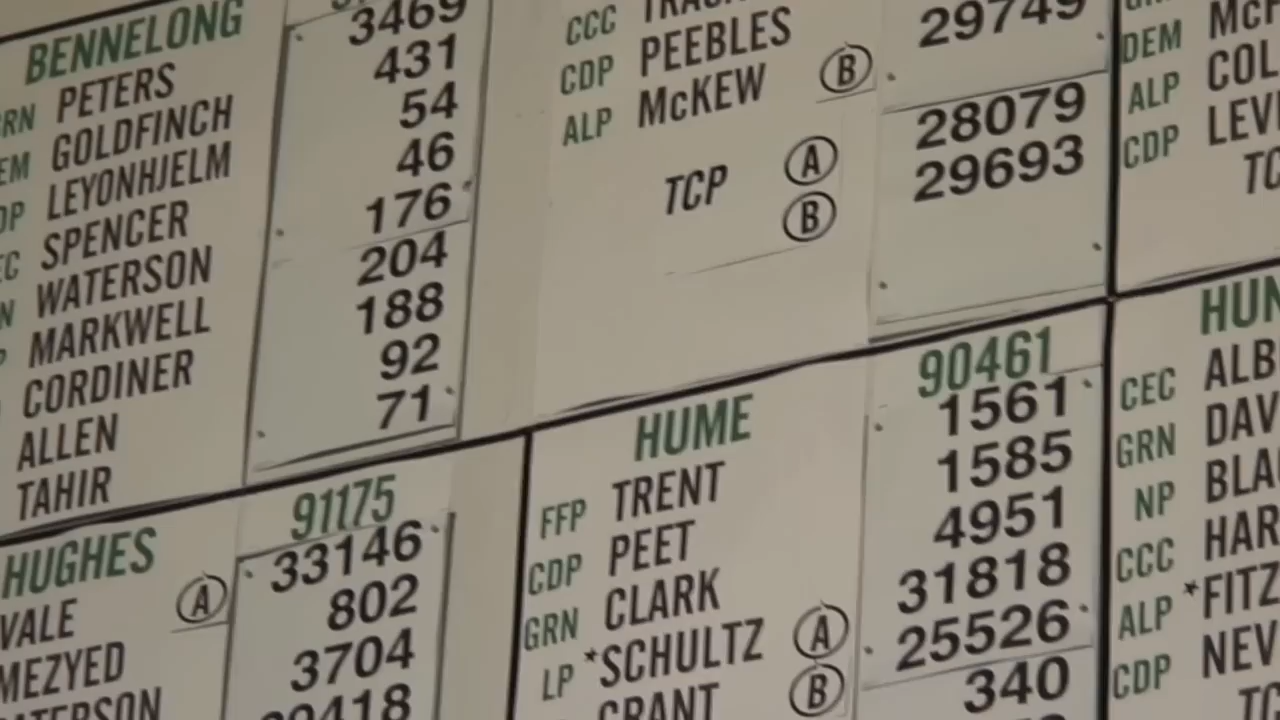 BENNELONG
PETERS 3469
GOLDFINCH 431
LEYONHJELM 54
SPENCER 46
WATERSON 176
MARKWELL 204
CORDINER 188
ALLEN 92
TAHIR 71
CCC
CDP PEEBLES 29749
ALP McKEW B
TCP A 28079
B 29693
DEM
ALP
CDP
HUGHES 91175
VALE A 33146
MEZYED 802
3704
HUME 90461
FFP TRENT 1561
CDP PEET 1585
GRN CLARK 4951
LP *SCHULTZ A 31818
GRANT B 25526
340
CEC
GRN
NP
CCC
ALP
CDP